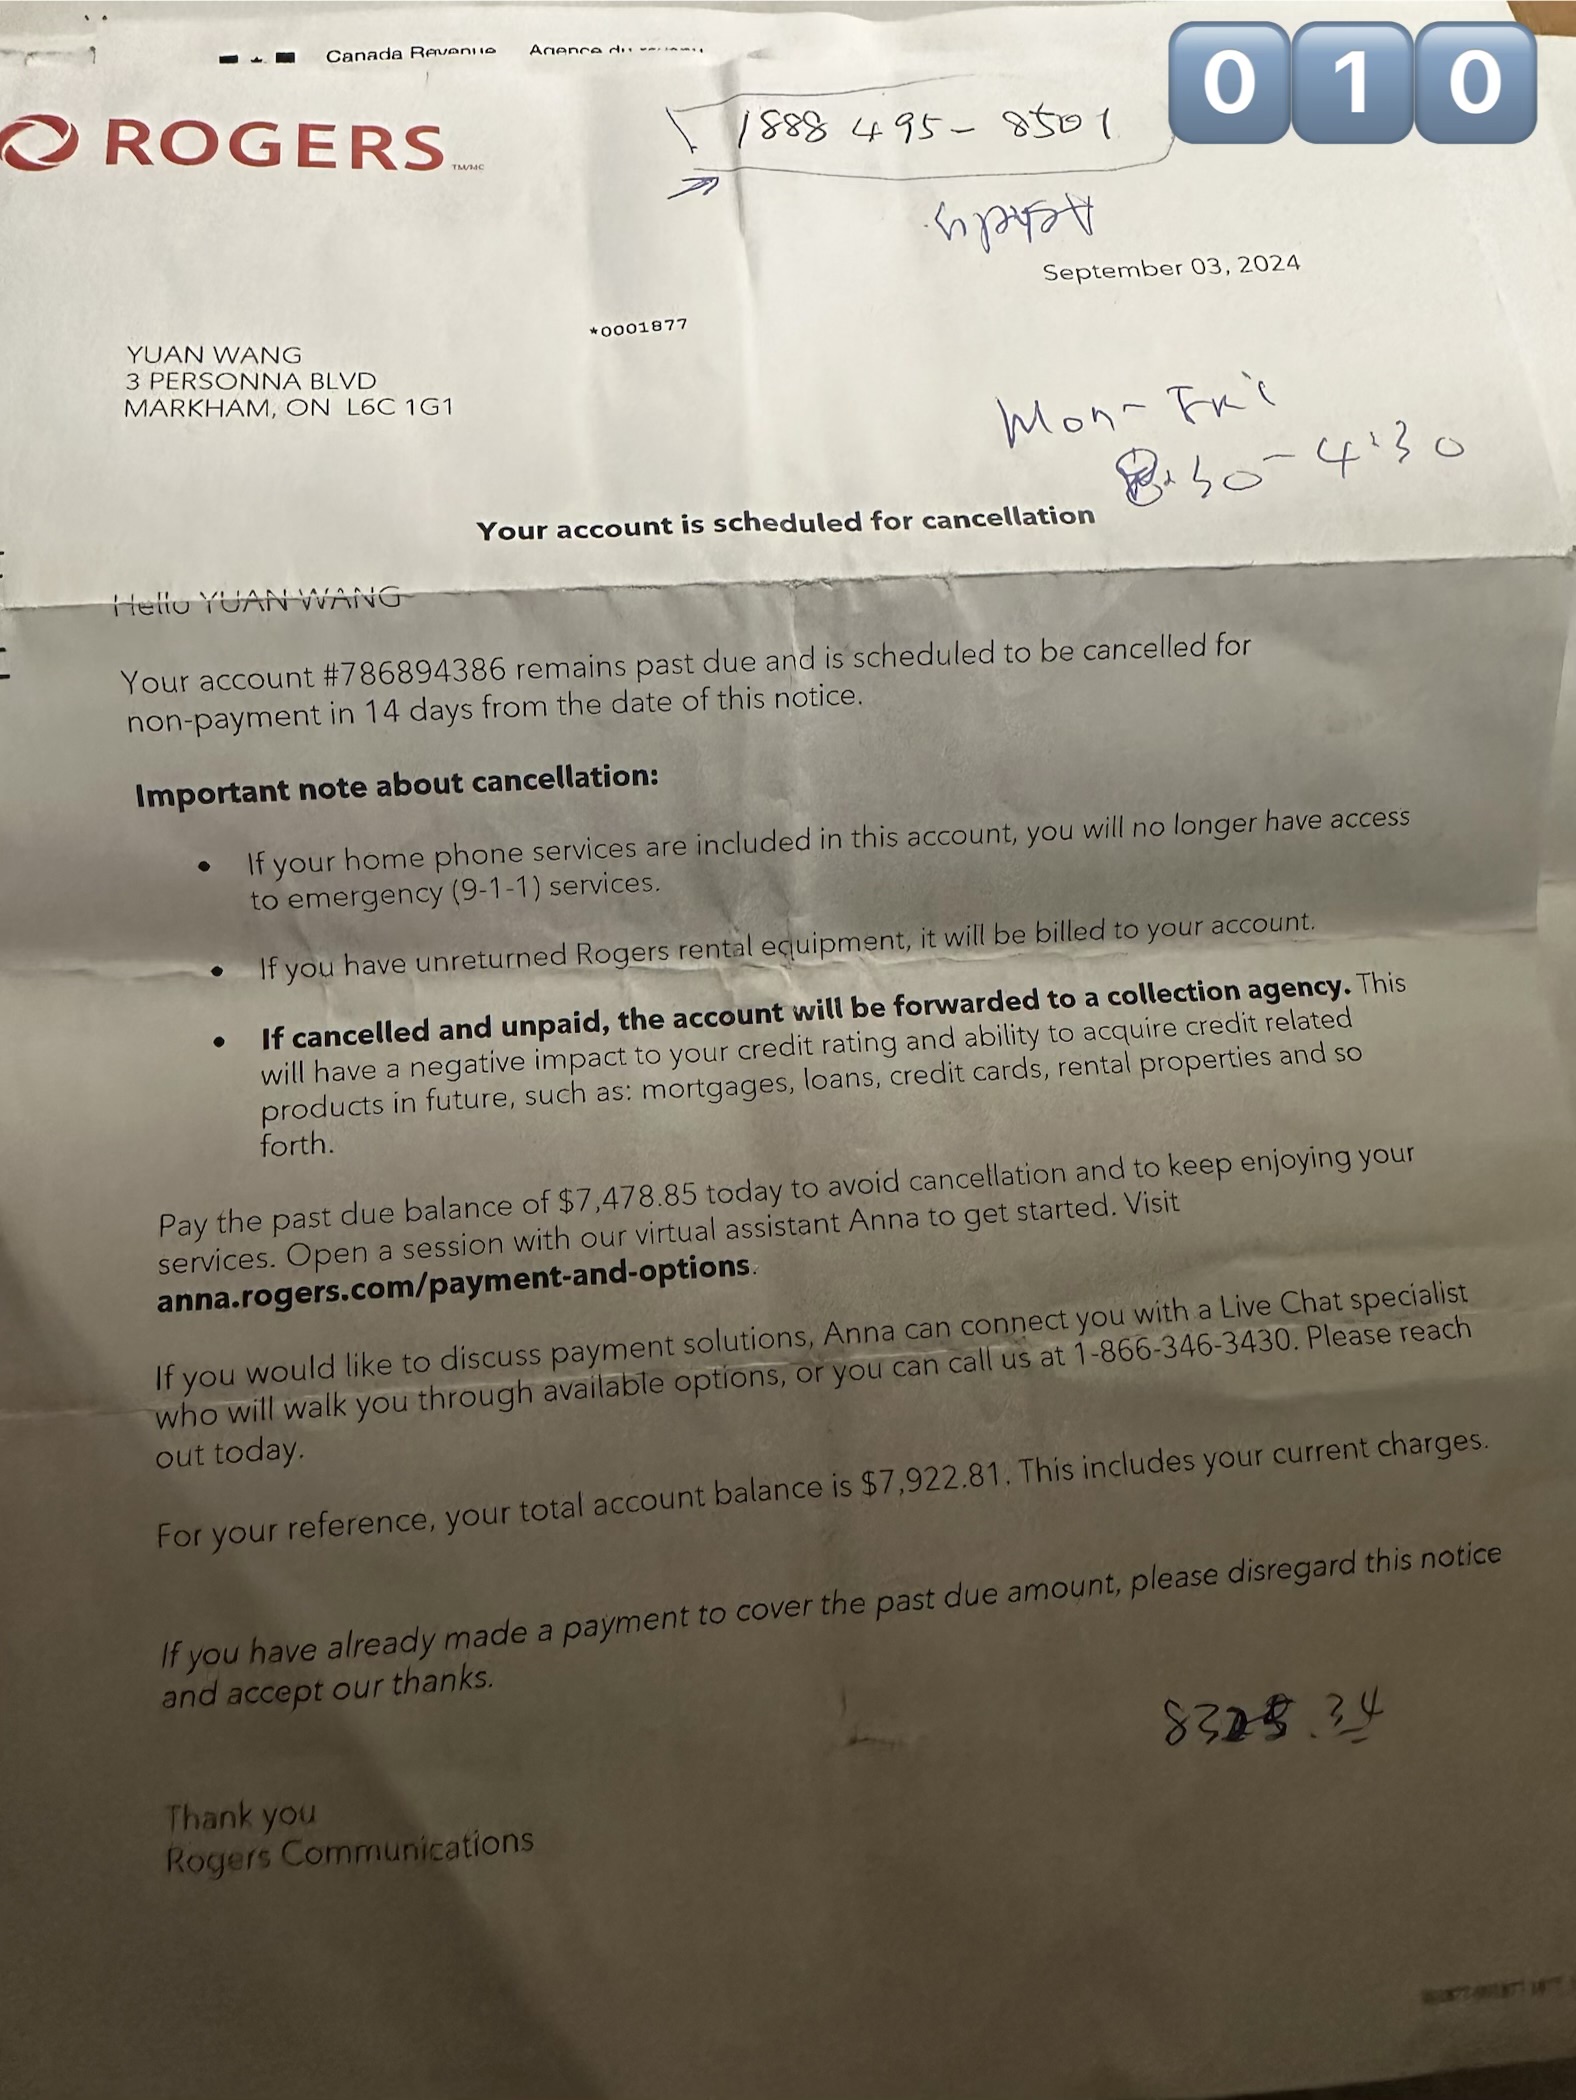 Canada Revenue Agence du
0 1 0
ROGERS TM/MC
1888 495-8501
September 03, 2024
*0001877
YUAN WANG
3 PERSONNA BLVD
MARKHAM, ON L6C 1G1
Mon- Fri
8:30-4:30
Your account is scheduled for cancellation
Hello YUAN WANG
Your account #786894386 remains past due and is scheduled to be cancelled for
non-payment in 14 days from the date of this notice.
Important note about cancellation:
• If your home phone services are included in this account, you will no longer have access
to emergency (9-1-1) services.
• If you have unreturned Rogers rental equipment, it will be billed to your account.
• If cancelled and unpaid, the account will be forwarded to a collection agency. This
will have a negative impact to your credit rating and ability to acquire credit related
products in future, such as: mortgages, loans, credit cards, rental properties and so
forth.
Pay the past due balance of $7,478.85 today to avoid cancellation and to keep enjoying your
services. Open a session with our virtual assistant Anna to get started. Visit
anna.rogers.com/payment-and-options.
If you would like to discuss payment solutions, Anna can connect you with a Live Chat specialist
who will walk you through available options, or you can call us at 1-866-346-3430. Please reach
out today.
For your reference, your total account balance is $7,922.81. This includes your current charges.
If you have already made a payment to cover the past due amount, please disregard this notice
and accept our thanks.
Thank you
Rogers Communications